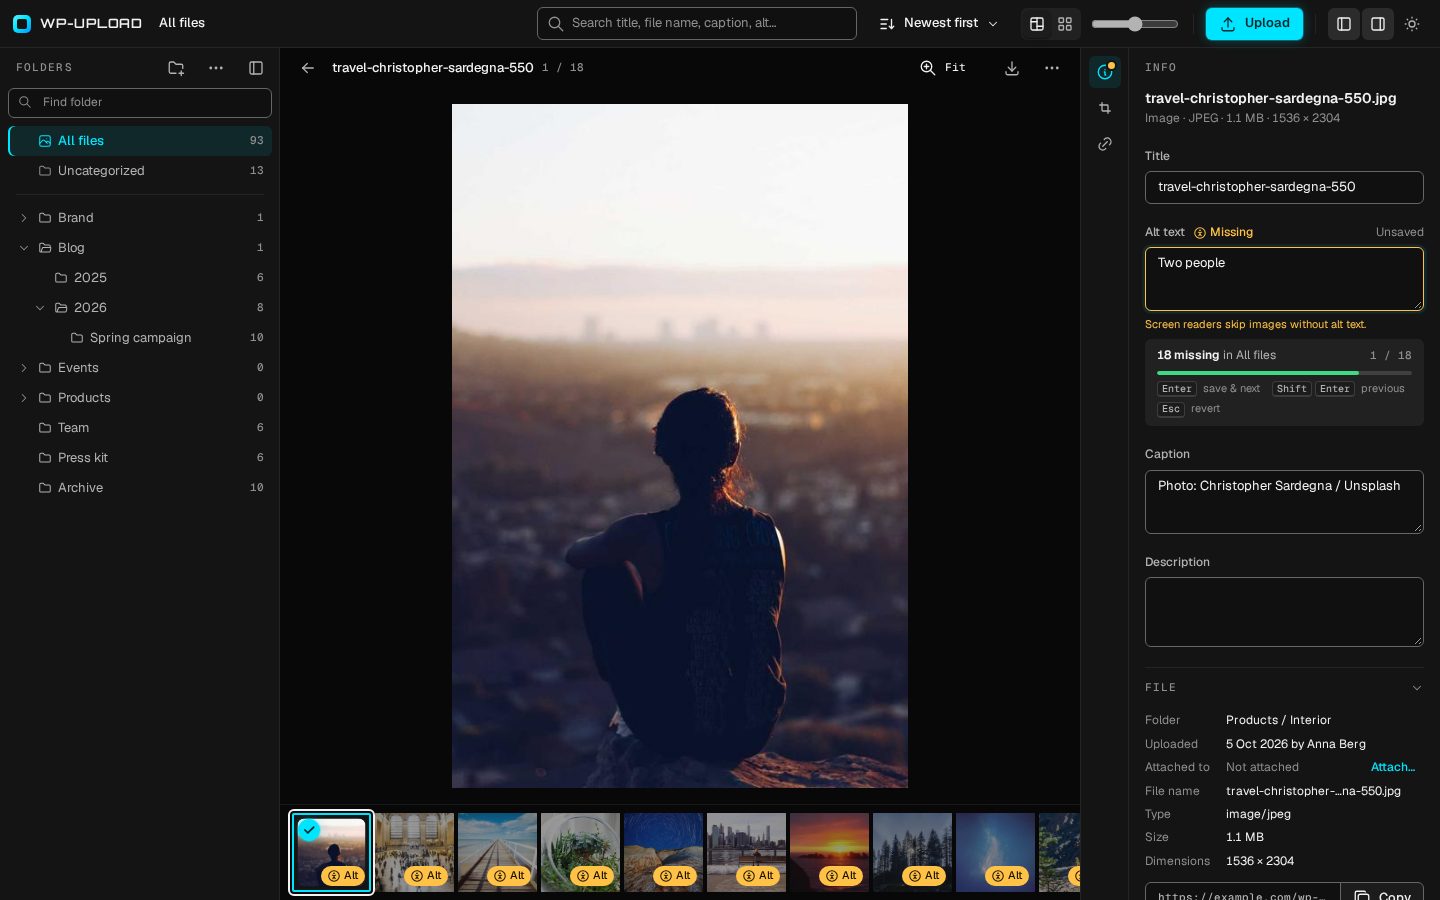 WP-UPLOAD
All files
Search title, file name, caption, alt…
Newest first
Upload
FOLDERS
Find folder
All files 93
Uncategorized 13
Brand 1
Blog 1
2025 6
2026 8
Spring campaign 10
Events 0
Products 0
Team 6
Press kit 6
Archive 10
travel-christopher-sardegna-550 1 / 18
Fit
Alt
Alt
Alt
Alt
Alt
Alt
Alt
Alt
Alt
INFO
travel-christopher-sardegna-550.jpg
Image · JPEG · 1.1 MB · 1536 × 2304
Title
travel-christopher-sardegna-550
Alt text Missing Unsaved
Two people
Screen readers skip images without alt text.
18 missing in All files 1 / 18
Enter save & next Shift Enter previous
Esc revert
Caption
Photo: Christopher Sardegna / Unsplash
Description
FILE
Folder Products / Interior
Uploaded 5 Oct 2026 by Anna Berg
Attached to Not attached Attach…
File name travel-christopher-…na-550.jpg
Type image/jpeg
Size 1.1 MB
Dimensions 1536 × 2304
https://example.com/wp-… Copy